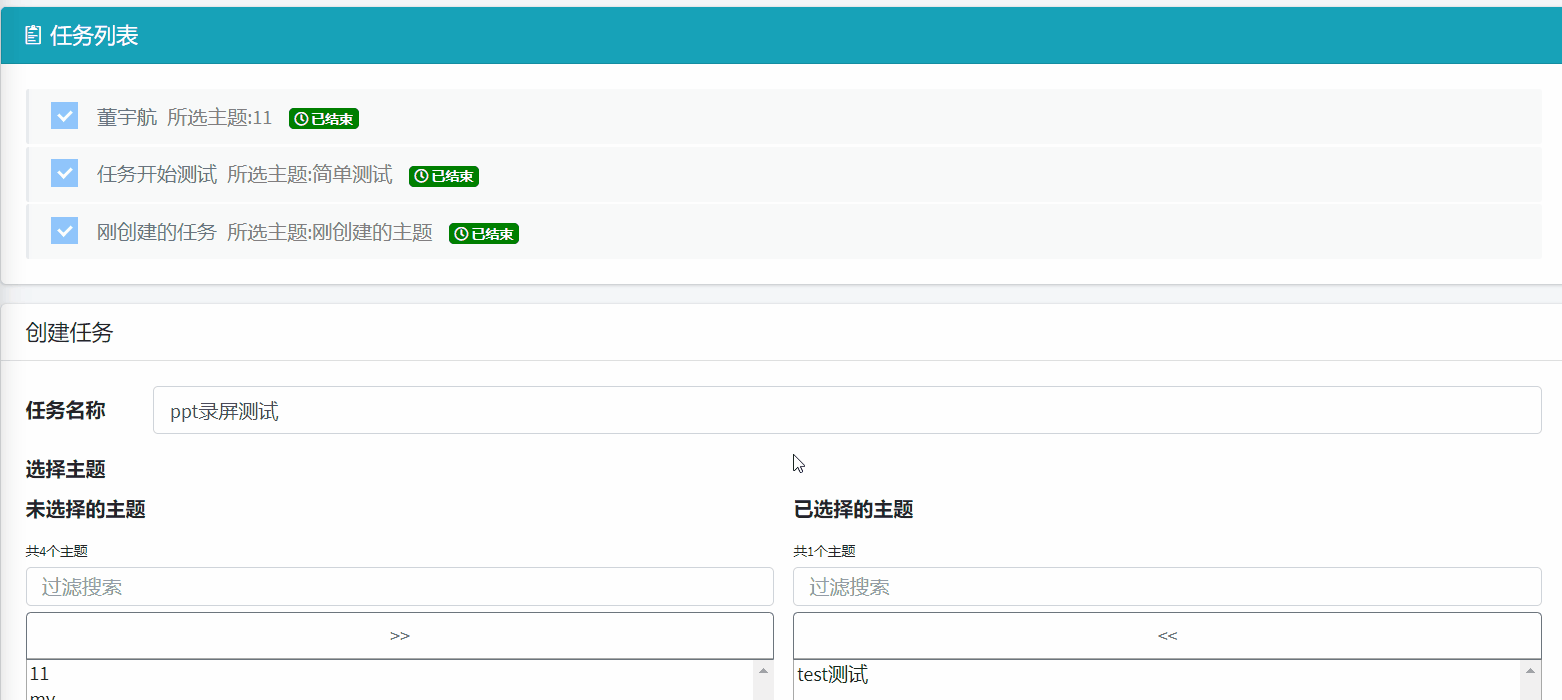 任务列表
董宇航 所选主题:11 已结束
任务开始测试 所选主题:简单测试 已结束
刚创建的任务 所选主题:刚创建的主题 已结束
创建任务
任务名称 ppt录屏测试
选择主题
未选择的主题 已选择的主题
共4个主题 共1个主题
过滤搜索 过滤搜索
>> <<
11 test测试
my